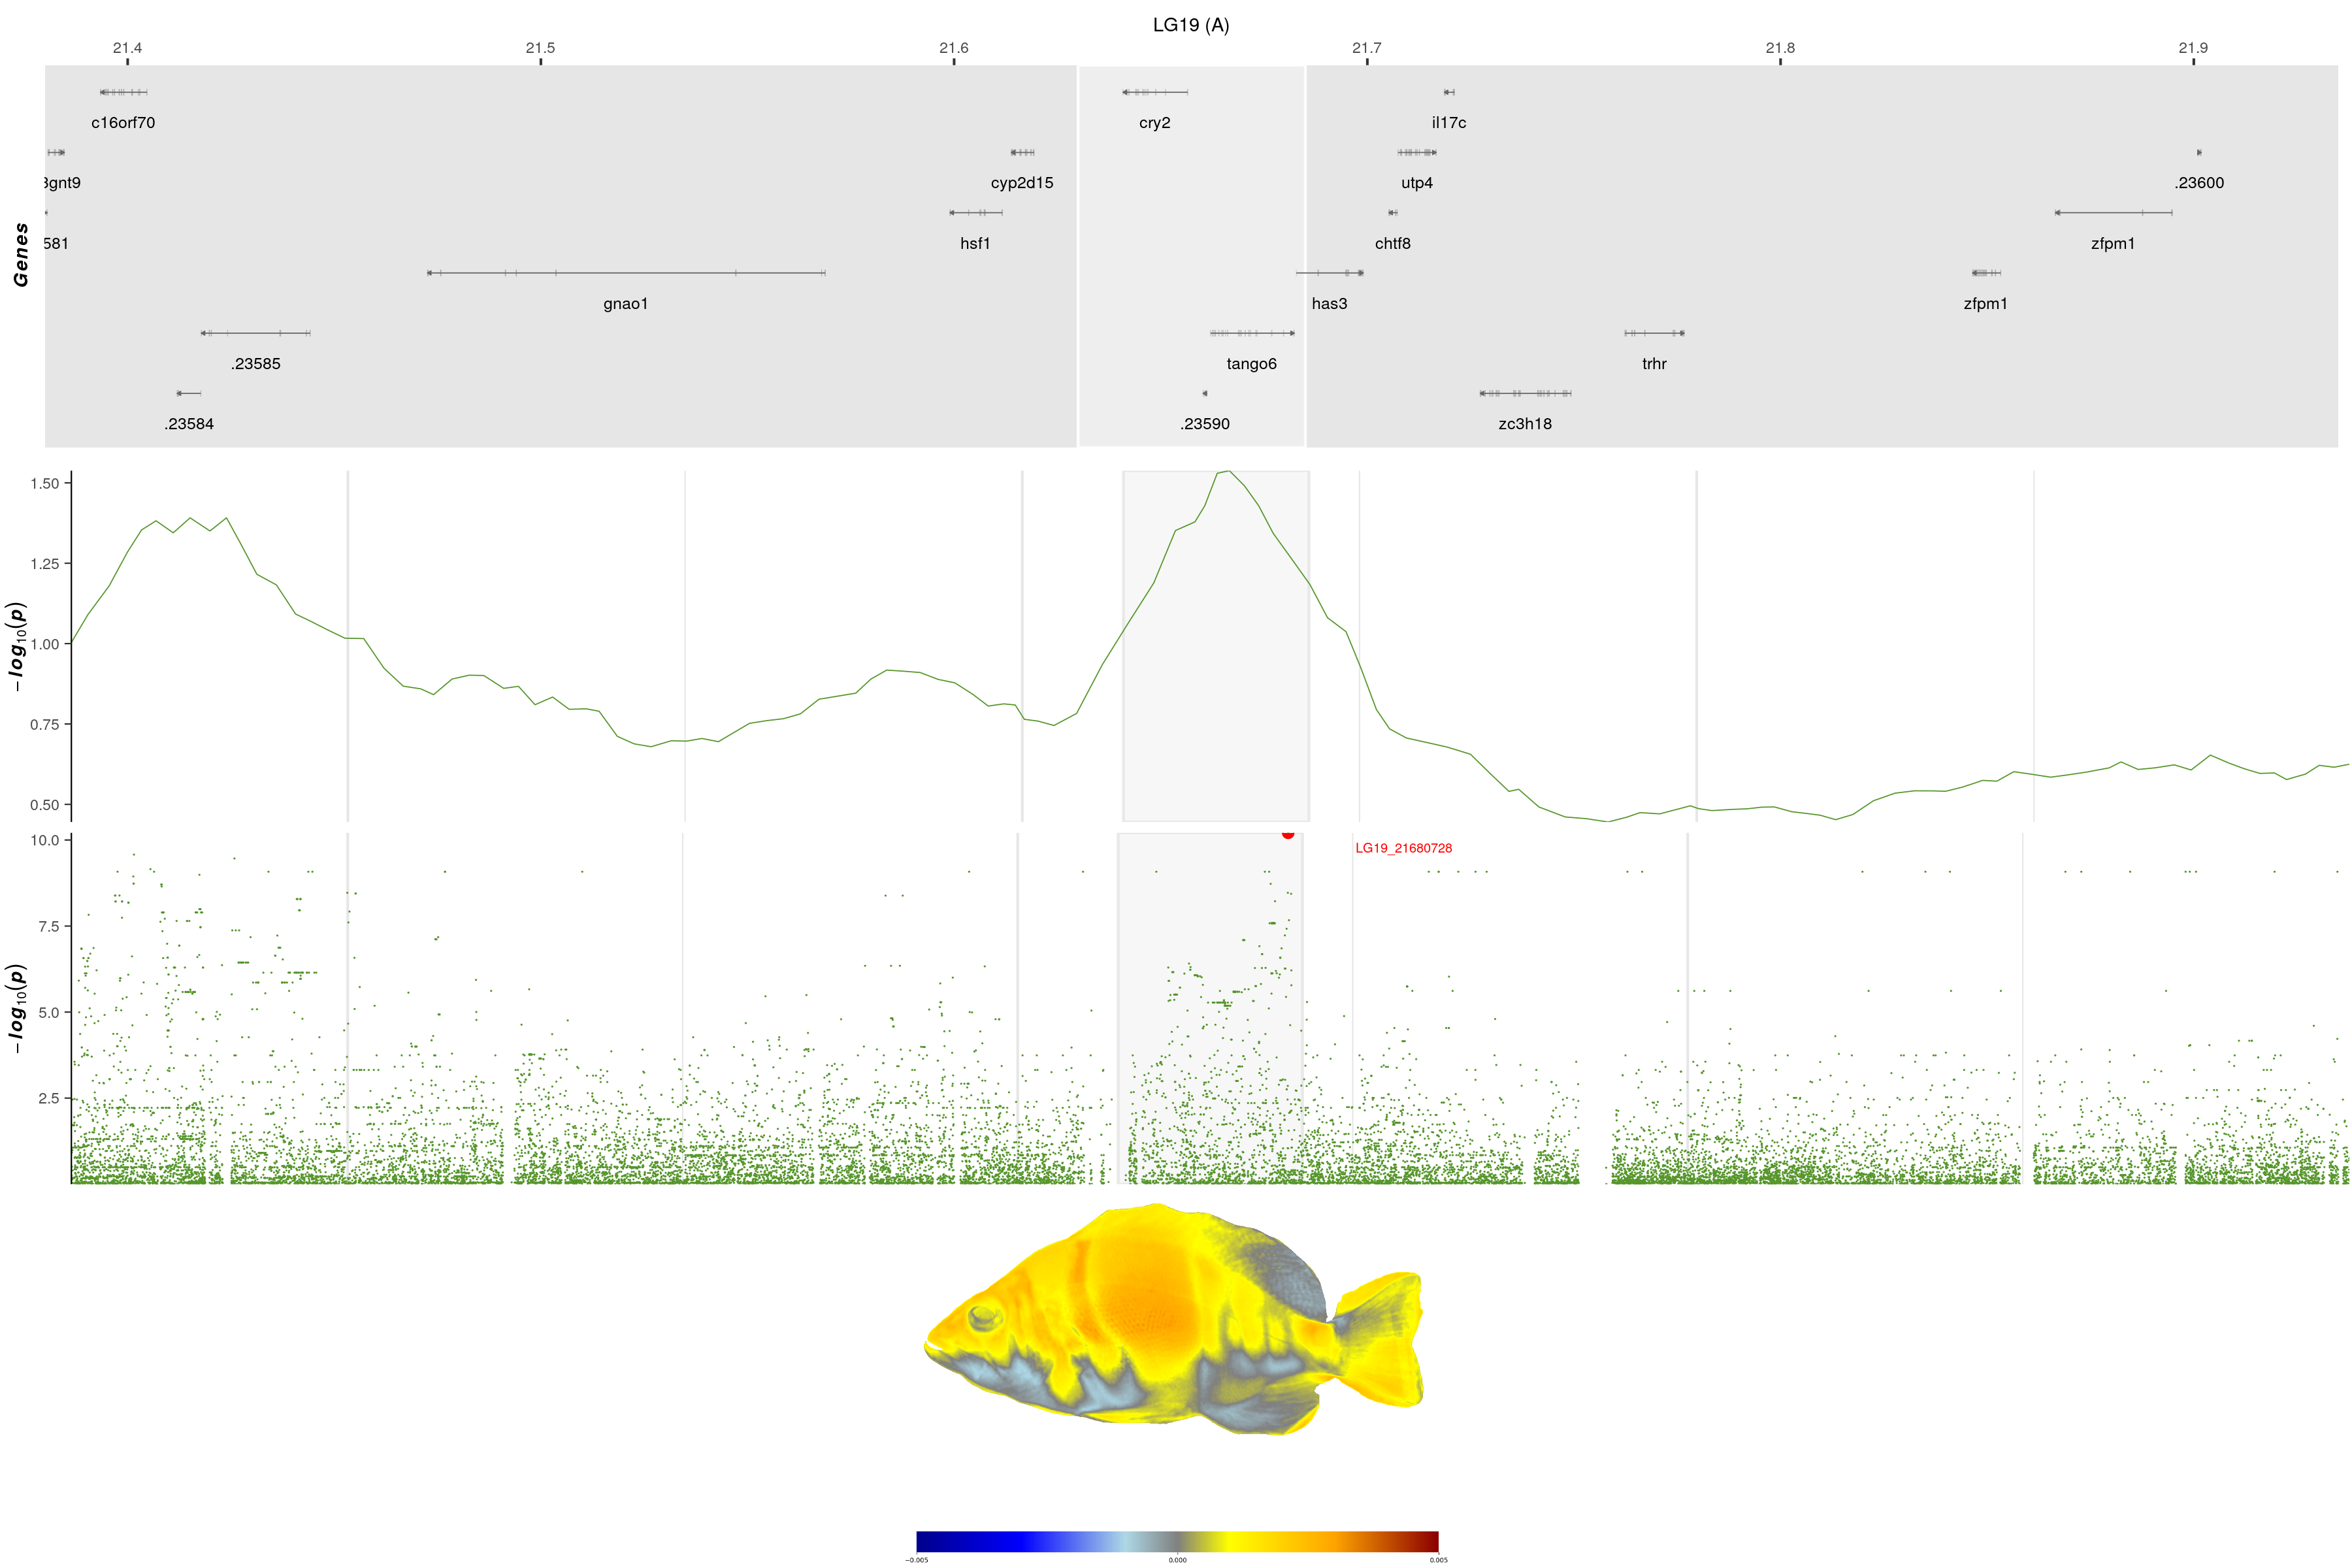 LG19 (A)
21.4 21.5 21.6 21.7 21.8 21.9
c16orf70 cry2 il17c
3gnt9 cyp2d15 utp4 .23600
581 hsf1 chtf8 zfpm1
gnao1 has3 zfpm1
.23585 tango6 trhr
.23584 .23590 zc3h18
Genes
1.50
1.25
1.00
0.75
0.50
−log10(p)
10.0
7.5
5.0
2.5
−log10(p)
LG19_21680728
−0.005 0.000 0.005